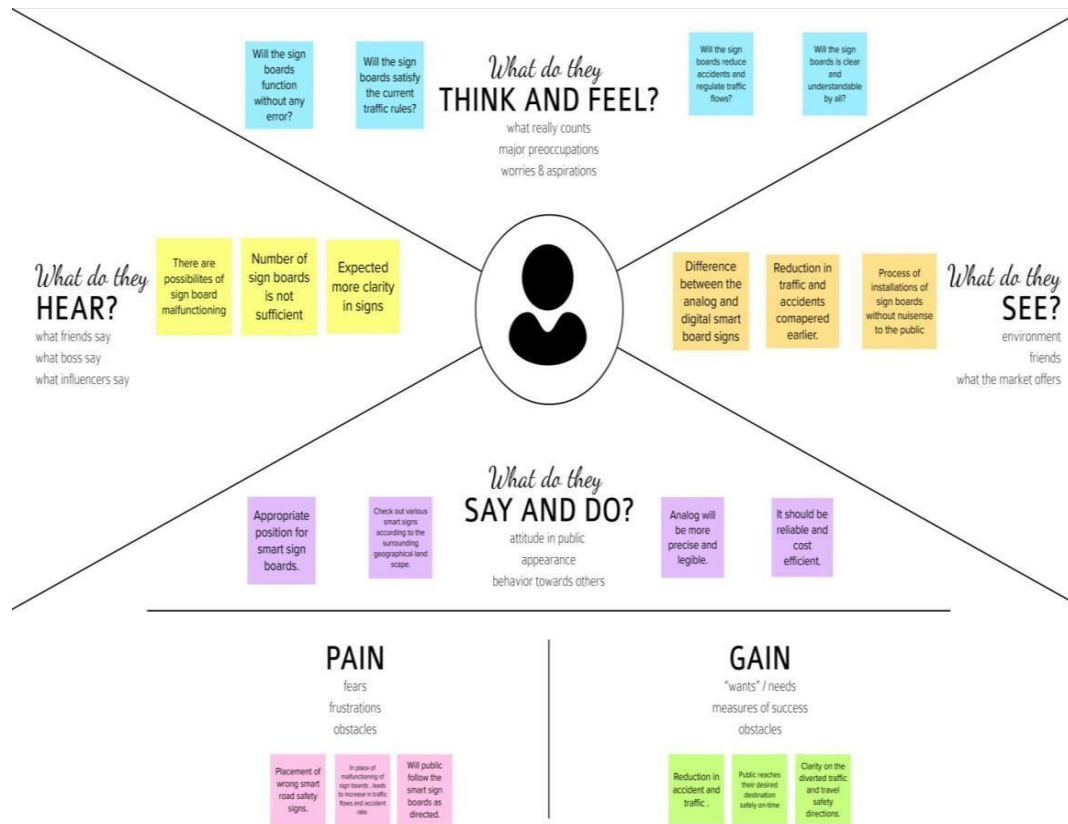 Will the sign
boards
function
without any
error?
Will the sign
boards satisfy
the current
traffic rules?
What do they
THINK AND FEEL?
what really counts
major preoccupations
worries & aspirations
Will the sign
boards reduce
accidents and
regulate traffic
flows?
Will the sign
boards is clear
and
understandable
by all?
What do they
HEAR?
what friends say
what boss say
what influencers say
There are
possibilites of
sign board
malfunctioning
Number of
sign boards
is not
sufficient
Expected
more clarity
in signs
Difference
between the
analog and
digital smart
board signs
Reduction in
traffic and
accidents
comapered
earlier.
Process of
installations of
sign boards
without nuisense
to the public
What do they
SEE?
environment
friends
what the market offers
Appropriate
position for
smart sign
boards.
Check out various
smart signs
according to the
surrounding
geographical land
scape.
What do they
SAY AND DO?
attitude in public
appearance
behavior towards others
Analog will
be more
precise and
legible.
It should be
reliable and
cost
efficient.
PAIN
fears
frustrations
obstacles
Placement of
wrong smart
road safety
signs.
In place of
malfunctioning of
sign boards , leads
to increase in traffic
flows and accident
rate.
Will public
follow the
smart sign
boards as
directed.
GAIN
"wants" / needs
measures of success
obstacles
Reduction in
accident and
traffic .
Public reaches
their desired
destination
safely on-time
Clarity on the
diverted traffic
and travel
safety
directions.